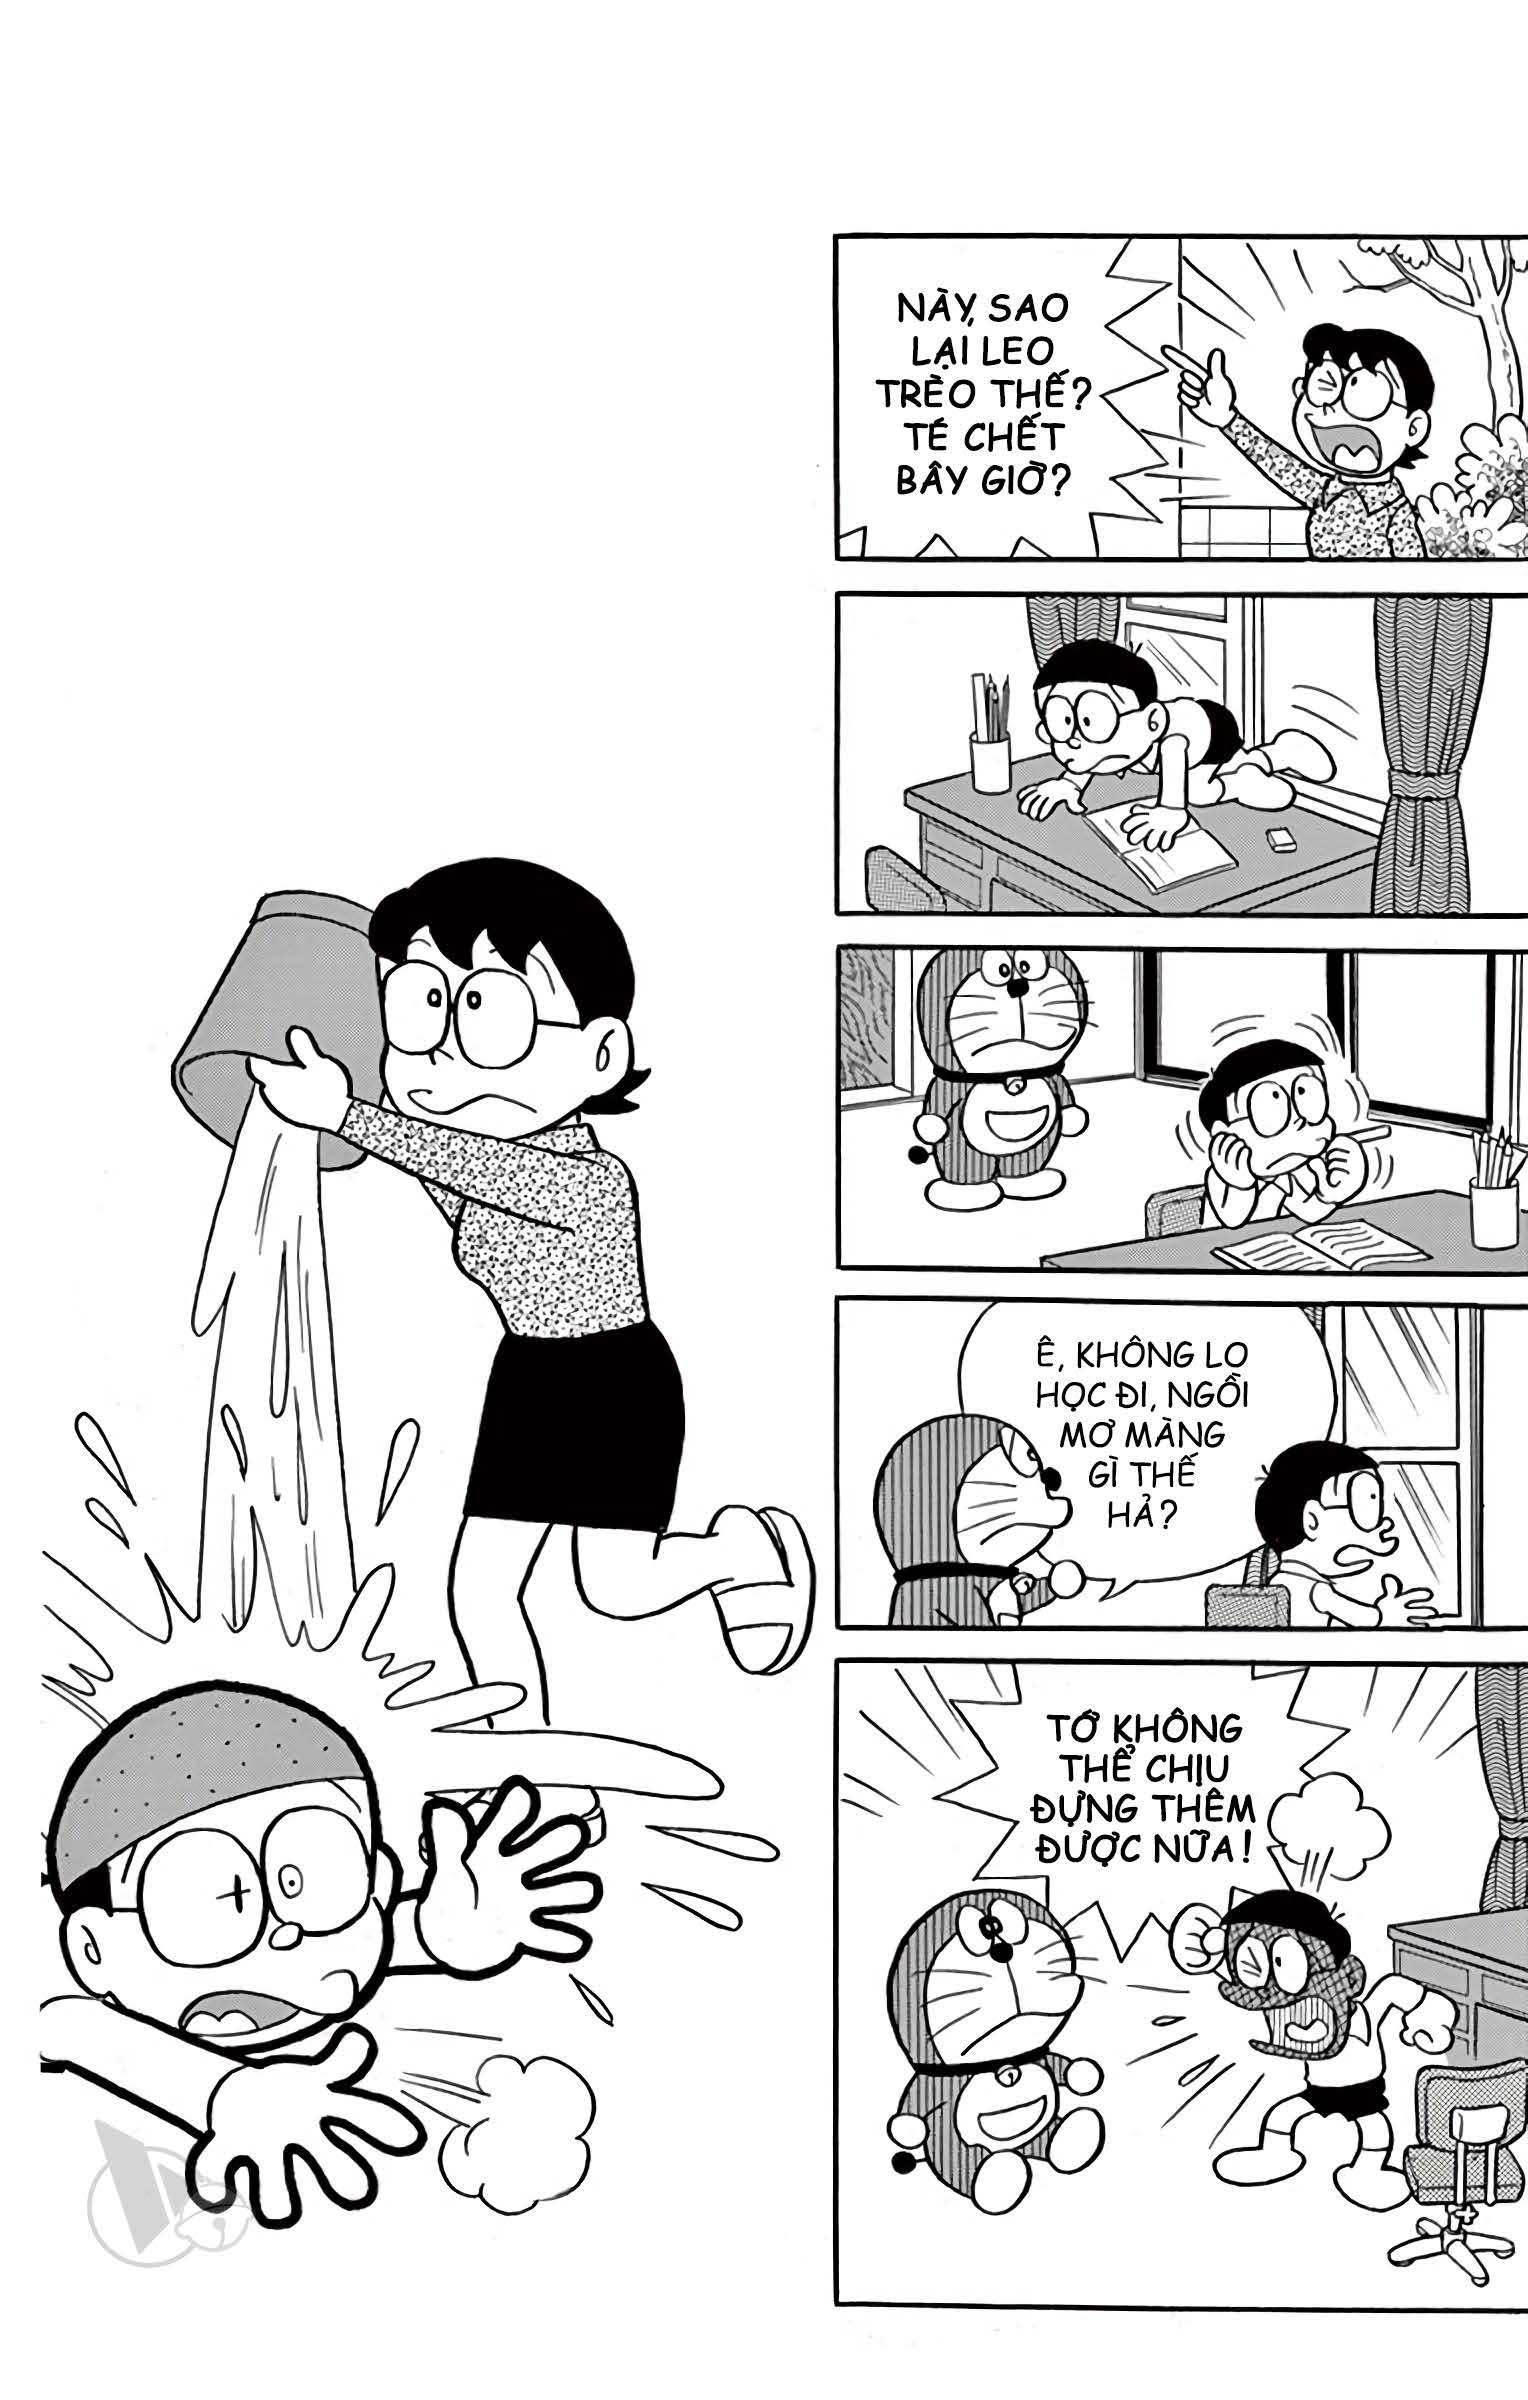 NÀY, SAO
LẠI LEO
TRÈO THẾ?
TÉ CHẾT
BÂY GIỜ?
Ê, KHÔNG LO
HỌC ĐI, NGỒI
MƠ MÀNG
GÌ THẾ
HẢ?
TỚ KHÔNG
THỂ CHỊU
ĐỰNG THÊM
ĐƯỢC NỮA!